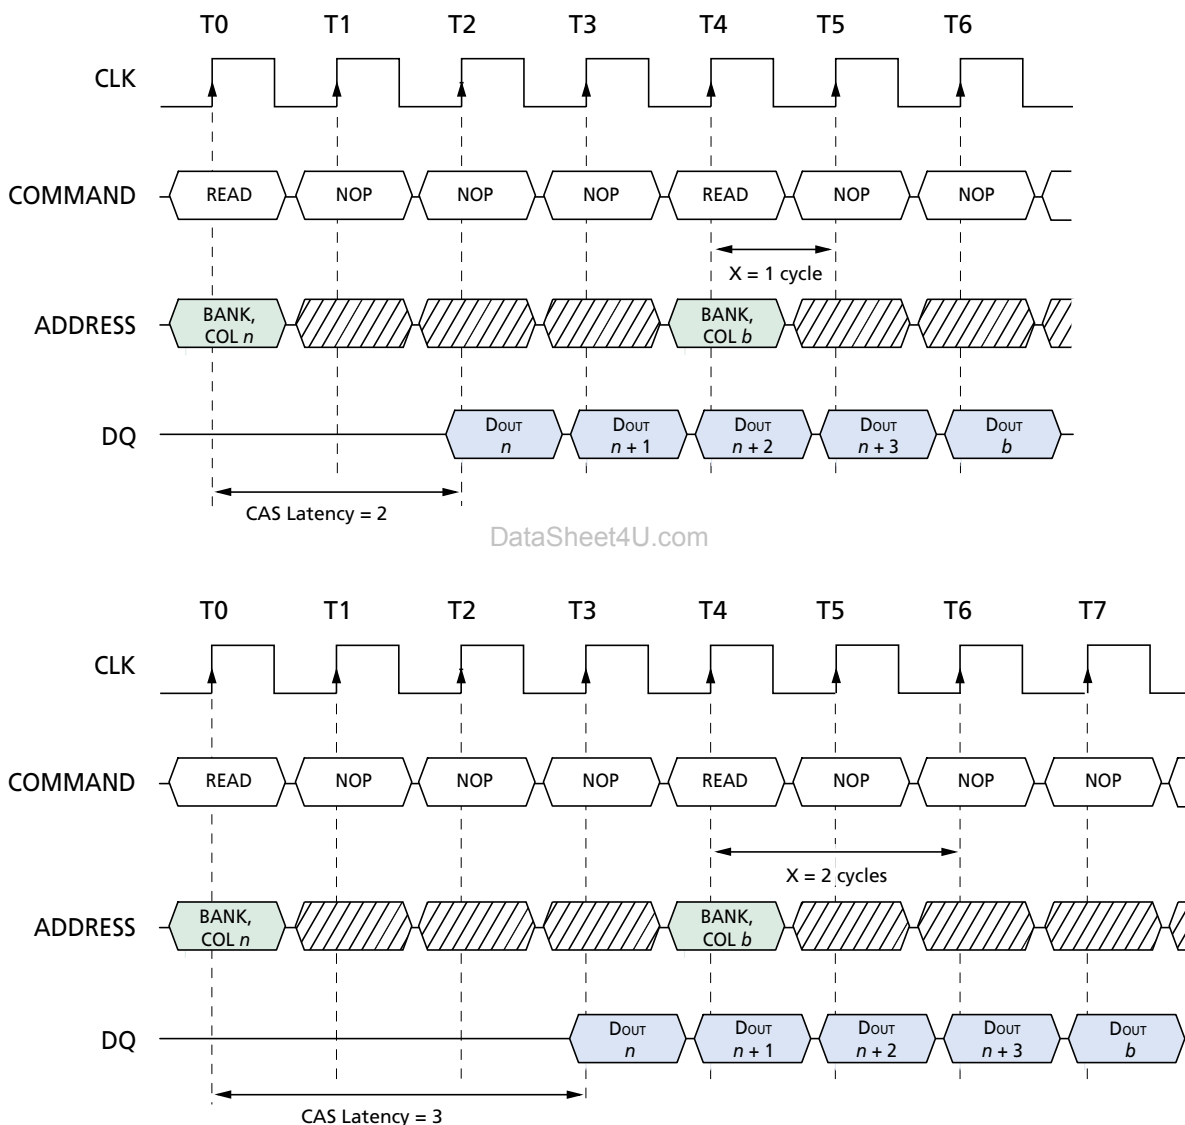 T0 T1 T2 T3 T4 T5 T6
CLK
COMMAND READ NOP NOP NOP READ NOP NOP
X = 1 cycle
ADDRESS BANK, COL n BANK, COL b
DQ DOUT n DOUT n + 1 DOUT n + 2 DOUT n + 3 DOUT b
CAS Latency = 2
DataSheet4U.com
T0 T1 T2 T3 T4 T5 T6 T7
CLK
COMMAND READ NOP NOP NOP READ NOP NOP NOP
X = 2 cycles
ADDRESS BANK, COL n BANK, COL b
DQ DOUT n DOUT n + 1 DOUT n + 2 DOUT n + 3 DOUT b
CAS Latency = 3